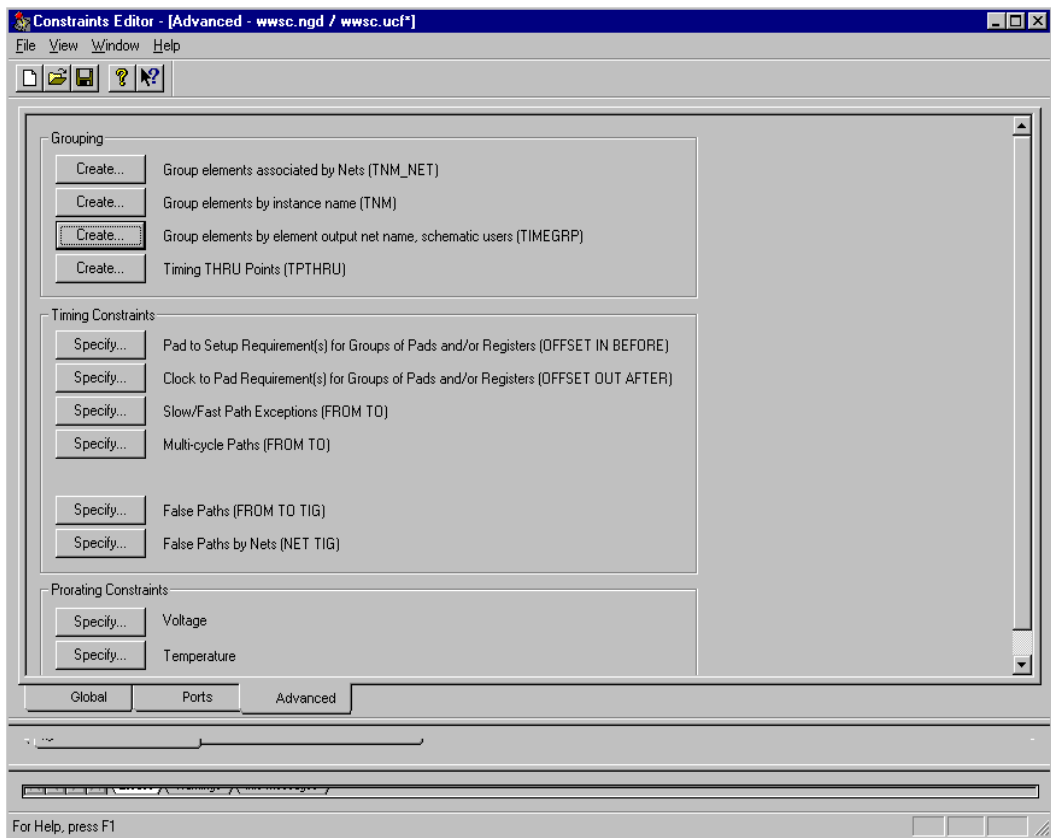 Constraints Editor - [Advanced - wwsc.ngd / wwsc.ucf*]
File View Window Help
Grouping
Create... Group elements associated by Nets (TNM_NET)
Create... Group elements by instance name (TNM)
Create... Group elements by element output net name, schematic users (TIMEGRP)
Create... Timing THRU Points (TPTHRU)
Timing Constraints
Specify... Pad to Setup Requirement(s) for Groups of Pads and/or Registers (OFFSET IN BEFORE)
Specify... Clock to Pad Requirement(s) for Groups of Pads and/or Registers (OFFSET OUT AFTER)
Specify... Slow/Fast Path Exceptions (FROM TO)
Specify... Multi-cycle Paths (FROM TO)
Specify... False Paths (FROM TO TIG)
Specify... False Paths by Nets (NET TIG)
Prorating Constraints
Specify... Voltage
Specify... Temperature
Global Ports Advanced
For Help, press F1